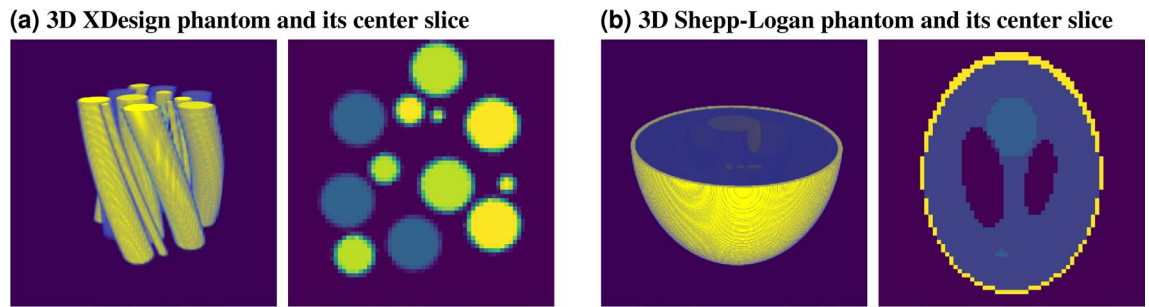 (a) 3D XDesign phantom and its center slice
(b) 3D Shepp-Logan phantom and its center slice